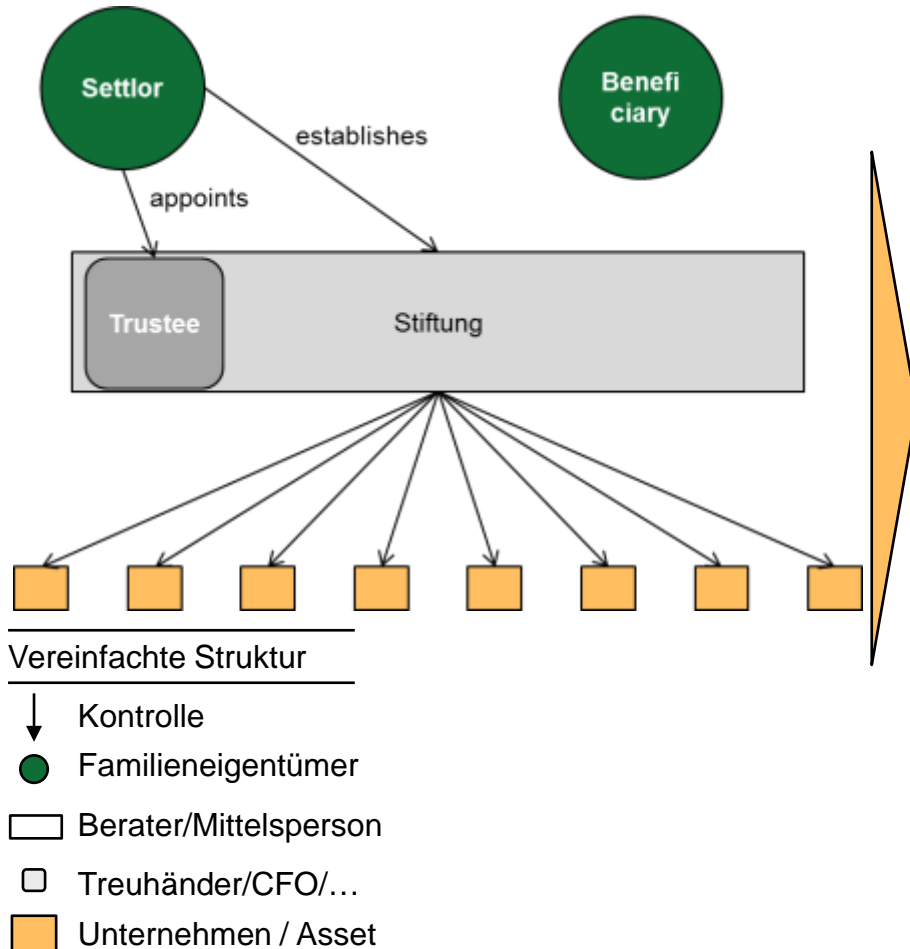 Settlor
Benefi
ciary
establishes
appoints
Trustee
Stiftung
Vereinfachte Struktur
Kontrolle
Familieneigentümer
Berater/Mittelsperson
Treuhänder/CFO/…
Unternehmen / Asset